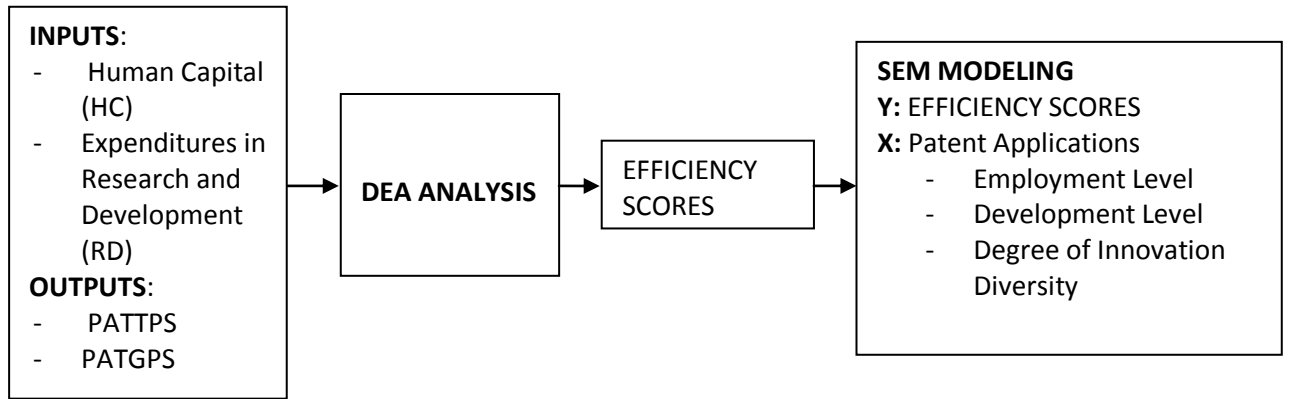 INPUTS:
- Human Capital
(HC)
- Expenditures in
Research and
Development
(RD)
OUTPUTS:
- PATTPS
- PATGPS
DEA ANALYSIS
EFFICIENCY
SCORES
SEM MODELING
Y: EFFICIENCY SCORES
X: Patent Applications
- Employment Level
- Development Level
- Degree of Innovation
Diversity